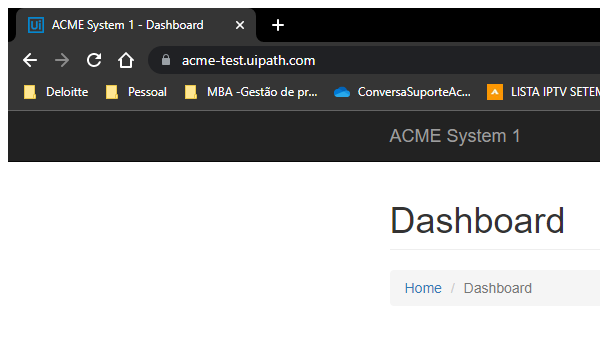 Ui ACME System 1 - Dashboard
acme-test.uipath.com
Deloitte Pessoal MBA -Gestão de pr... ConversaSuporteAc... LISTA IPTV SETEM
ACME System 1
Dashboard
Home / Dashboard